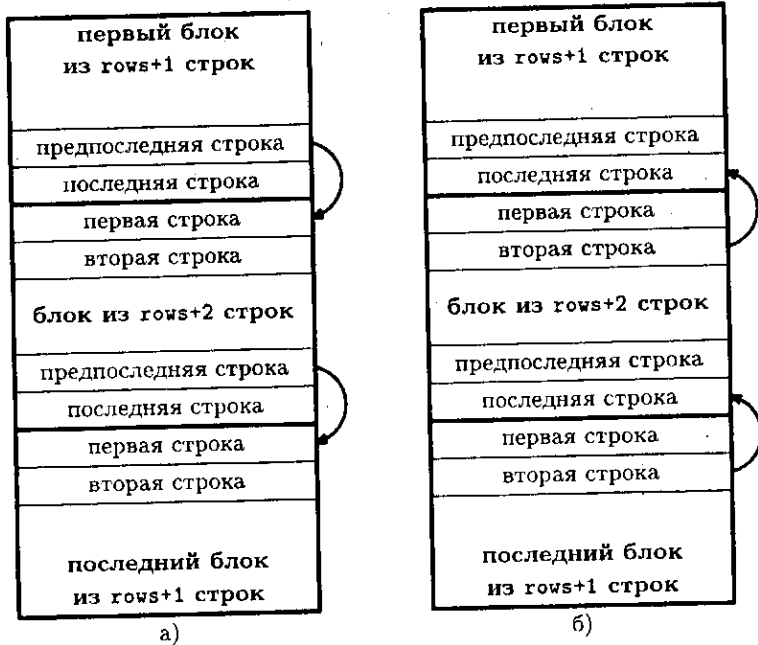 первый блок
из rows+1 строк
предпоследняя строка
последняя строка
первая строка
вторая строка
блок из rows+2 строк
предпоследняя строка
последняя строка
первая строка
вторая строка
последний блок
из rows+1 строк
а)
первый блок
из rows+1 строк
предпоследняя строка
последняя строка
первая строка
вторая строка
блок из rows+2 строк
предпоследняя строка
последняя строка
первая строка
вторая строка
последний блок
из rows+1 строк
б)